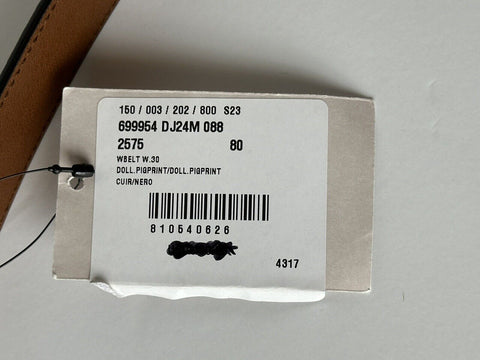 150 / 003 / 202 / 800 S23
699954 DJ24M 088
2575 80
WBELT W.30
DOLL.PIGPRINT/DOLL.PIGPRINT
CUIR/NERO
810540626
4317